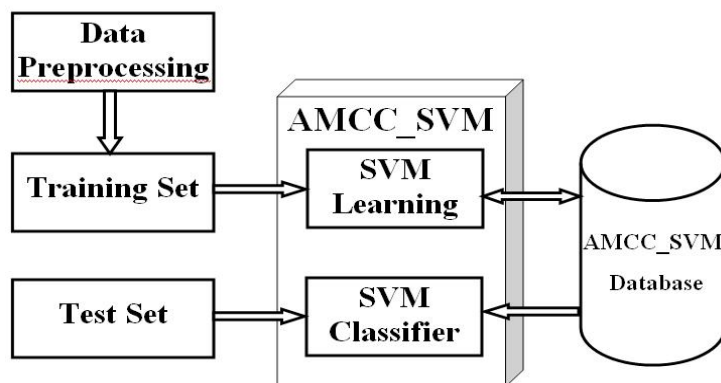 Data
Preprocessing
AMCC_SVM
Training Set
SVM
Learning
AMCC_SVM
Database
Test Set
SVM
Classifier